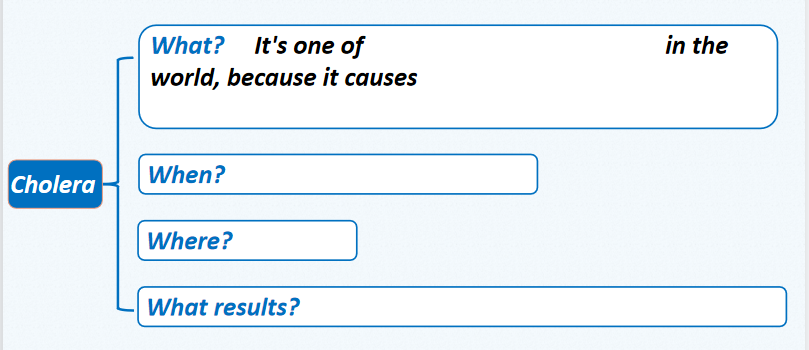 What? It's one of in the
world, because it causes
When?
Cholera
Where?
What results?